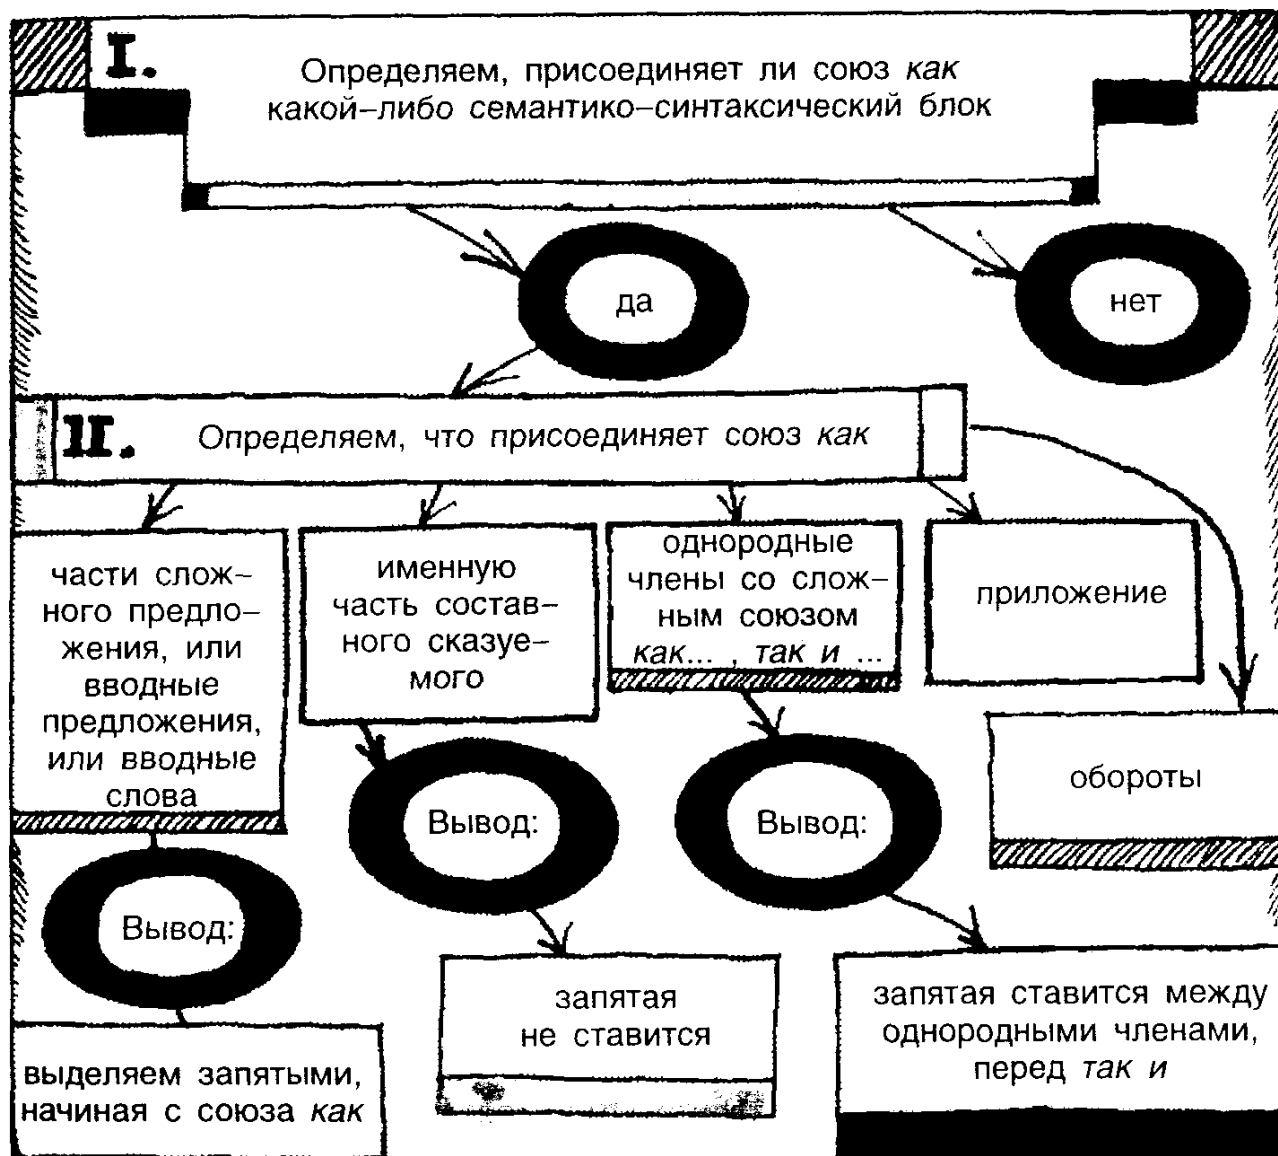 I.
Определяем, присоединяет ли союз как
какой–либо семантико–синтаксический блок
да
нет
II.
Определяем, что присоединяет союз как
части слож–
ного предло–
жения, или
вводные
предложения,
или вводные
слова
именную
часть состав–
ного сказуе–
мого
однородные
члены со слож–
ным союзом
как... , так и ...
приложение
обороты
Вывод:
Вывод:
Вывод:
запятая
не ставится
запятая ставится между
однородными членами,
перед так и
выделяем запятыми,
начиная с союза как